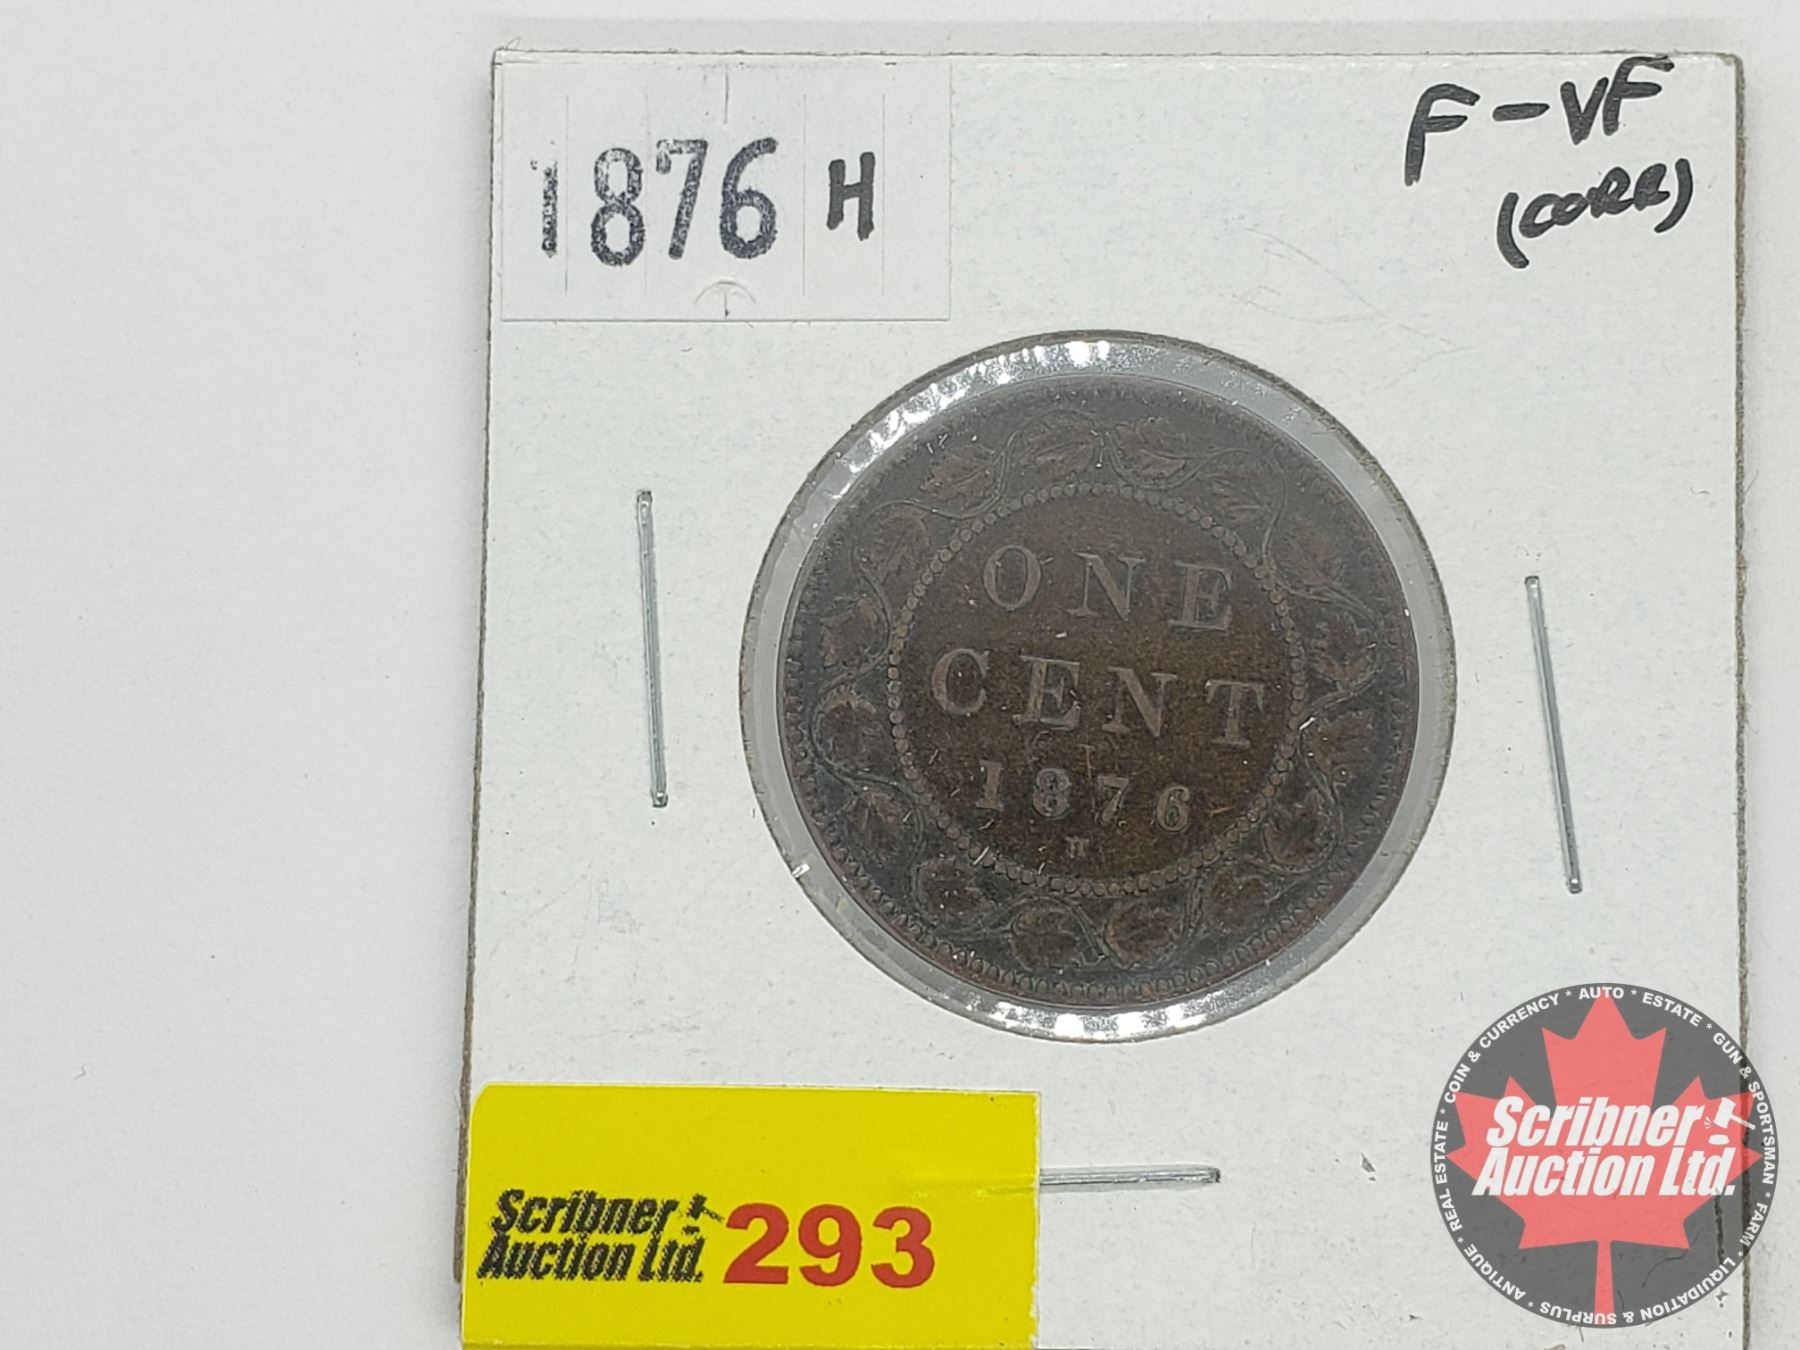 1876 H
F-VF
(CORR)
ONE
CENT
1876
H
Scribner
Auction Ltd.
293
REAL ESTATE * COIN & CURRENCY * AUTO * ESTATE * GUN & SPORTSMAN * FARM * LIQUIDATION & SURPLUS * ANTIQUE *
Scribner
Auction Ltd.